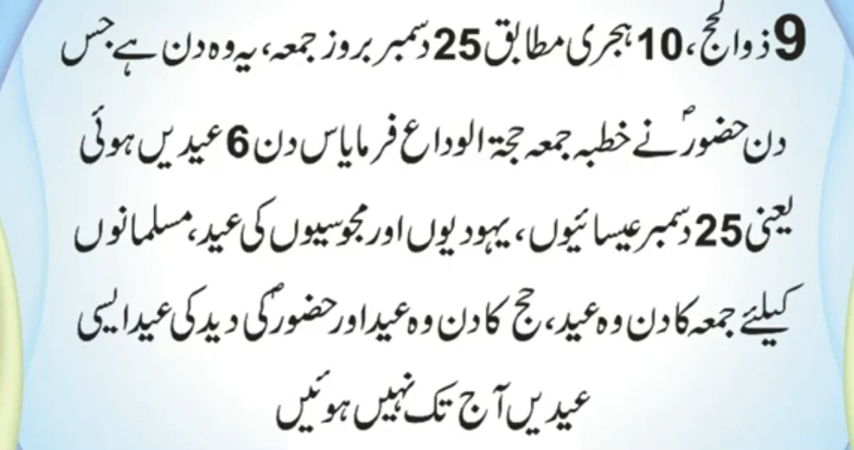 9 ذوالحج، 10 ہجری مطابق 25 دسمبر بروز جمعہ، یہ وہ دن ہے جس
دن حضورؐ نے خطبہ جمعہ حجۃ الوداع فرمایا س دن 6 عیدیں ہوئی
یعنی 25 دسمبر عیسائیوں، یہودیوں اور مجوسیوں کی عید، مسلمانوں
کیلئے جمعہ کا دن وہ عید، حج کا دن وہ عید اور حضورؐ کی دید کی عید ایسی
عیدیں آج تک نہیں ہوئیں